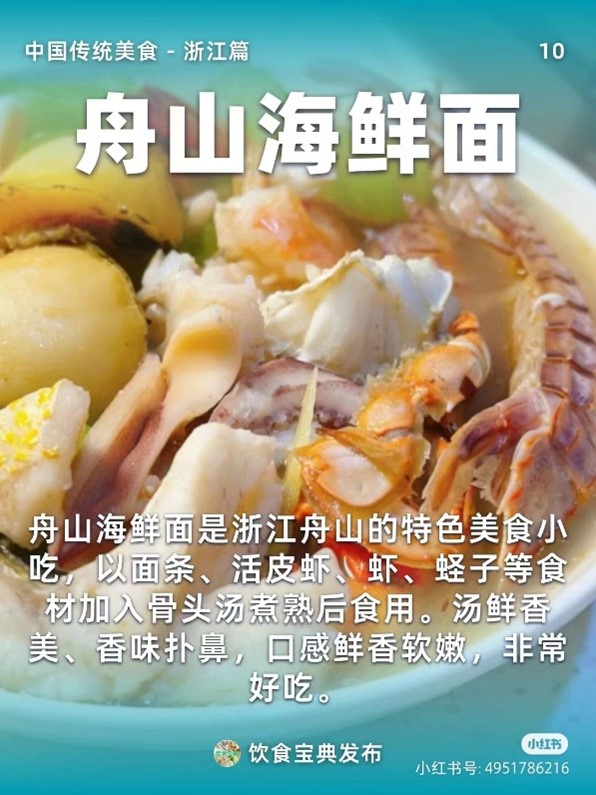 中国传统美食 - 浙江篇
10
舟山海鲜面
舟山海鲜面是浙江舟山的特色美食小
吃，以面条、活皮虾、虾、蛏子等食
材加入骨头汤煮熟后食用。汤鲜香
美、香味扑鼻，口感鲜香软嫩，非常
好吃。
饮食宝典发布
小红书
小红书号: 4951786216